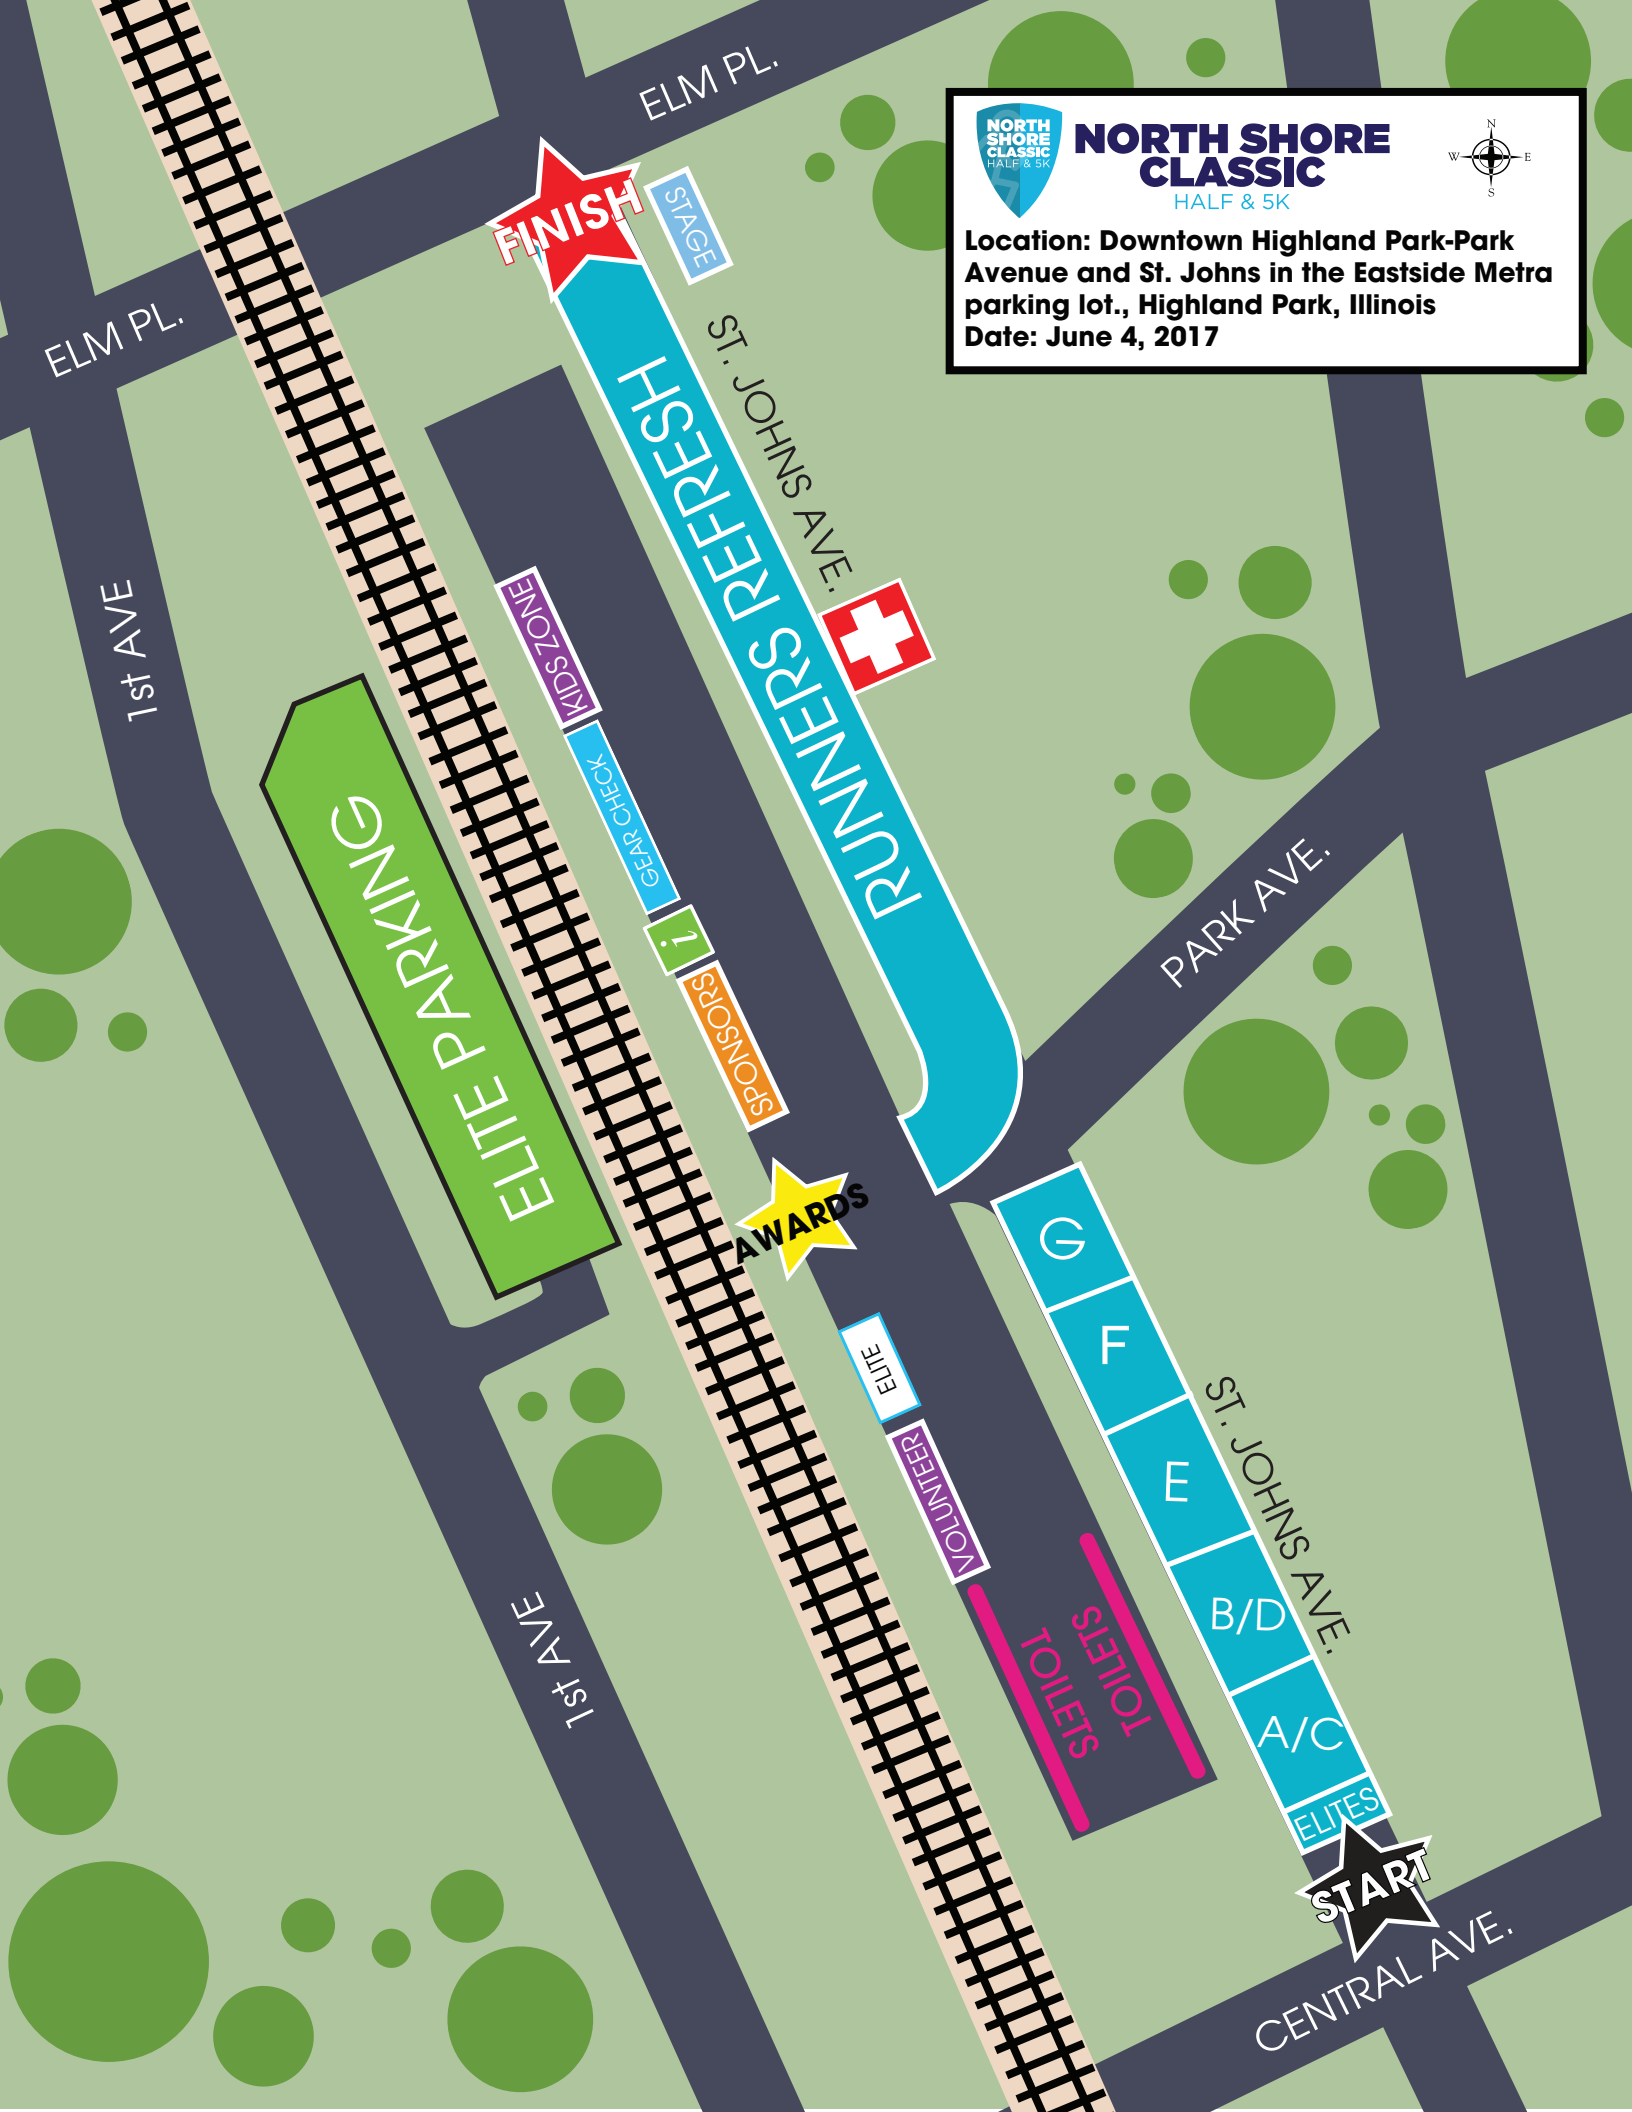 ELM PL.
NORTH
SHORE
CLASSIC
HALF & 5K
NORTH SHORE
CLASSIC
HALF & 5K
N
W
E
S
Location: Downtown Highland Park-Park
Avenue and St. Johns in the Eastside Metra
parking lot., Highland Park, Illinois
Date: June 4, 2017
FINISH
STAGE
ELM PL.
ST. JOHNS AVE.
RUNNERS REFRESH
1st AVE
KIDS ZONE
GEAR CHECK
i
SPONSORS
ELITE PARKING
PARK AVE.
AWARDS
G
F
E
B/D
A/C
ELITES
ELITE
VOLUNTEER
ST. JOHNS AVE.
TOILETS
TOILETS
1st AVE
START
CENTRAL AVE.